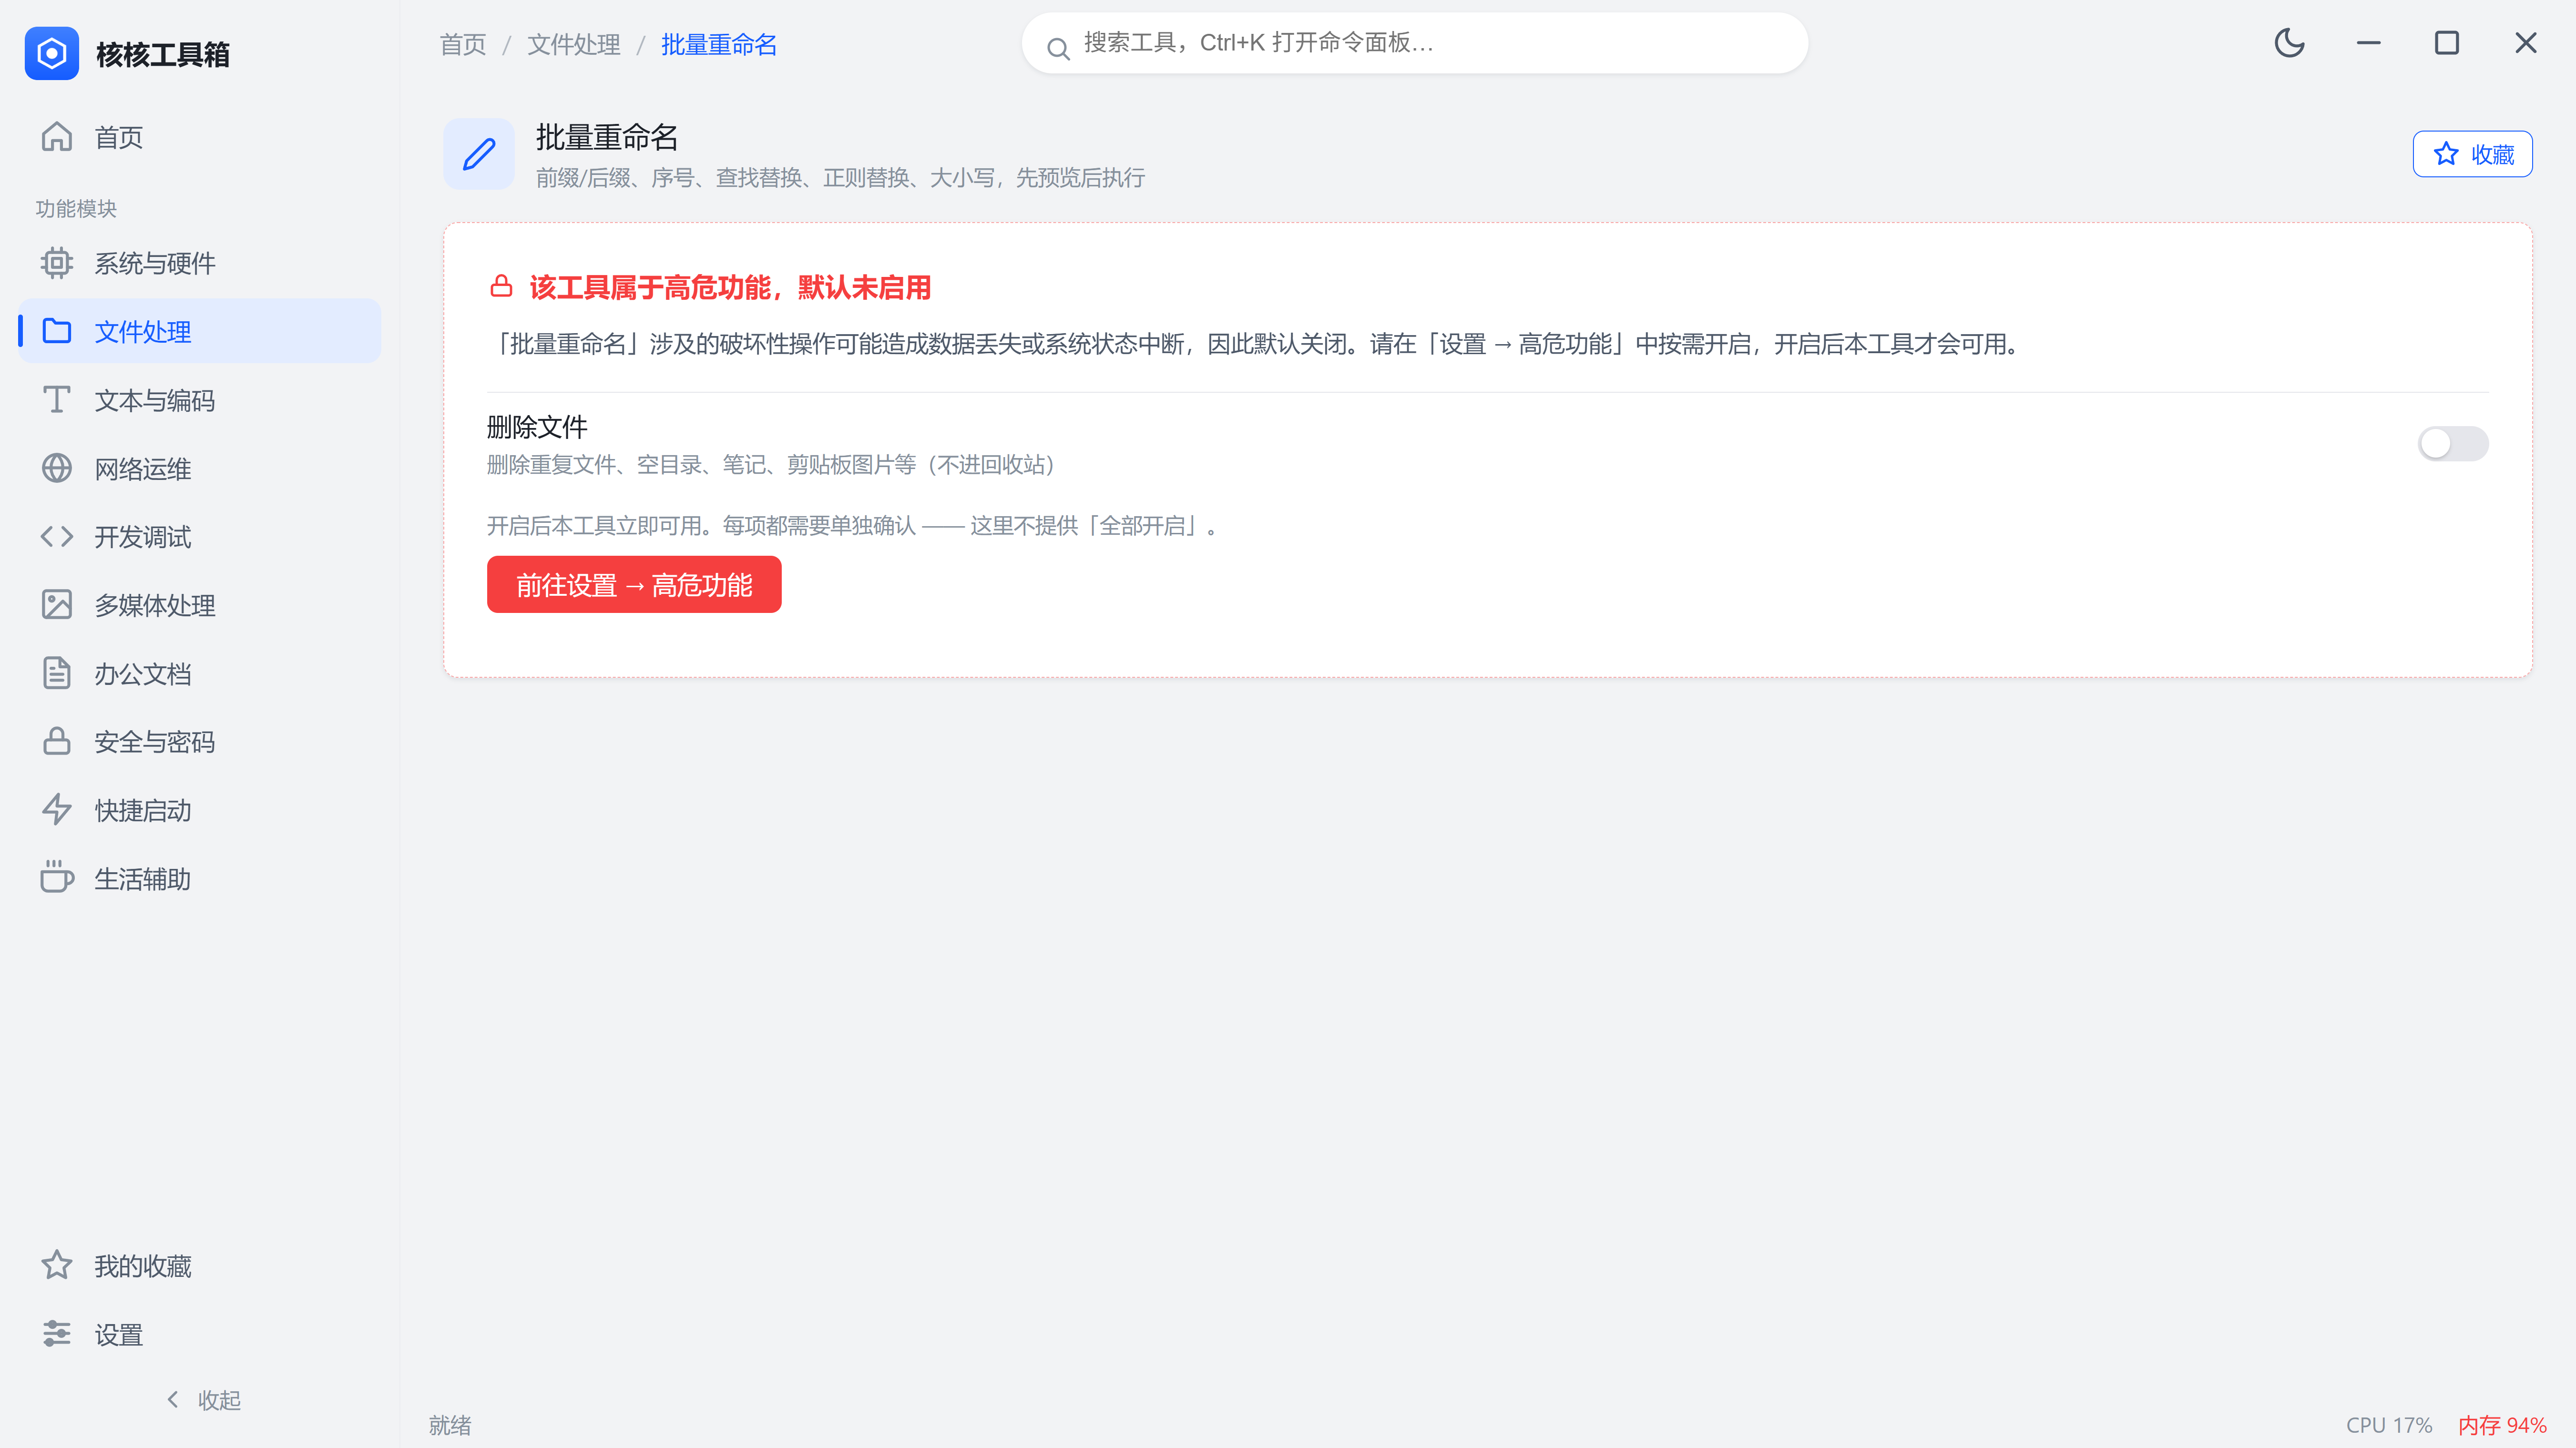 核核工具箱
首页 / 文件处理 / 批量重命名
搜索工具，Ctrl+K 打开命令面板…
首页
功能模块
系统与硬件
文件处理
文本与编码
网络运维
开发调试
多媒体处理
办公文档
安全与密码
快捷启动
生活辅助
我的收藏
设置
收起
批量重命名
前缀/后缀、序号、查找替换、正则替换、大小写，先预览后执行
收藏
该工具属于高危功能，默认未启用
「批量重命名」涉及的破坏性操作可能造成数据丢失或系统状态中断，因此默认关闭。请在「设置 → 高危功能」中按需开启，开启后本工具才会可用。
删除文件
删除重复文件、空目录、笔记、剪贴板图片等（不进回收站）
开启后本工具立即可用。每项都需要单独确认 —— 这里不提供「全部开启」。
前往设置 → 高危功能
就绪
CPU 17%
内存 94%